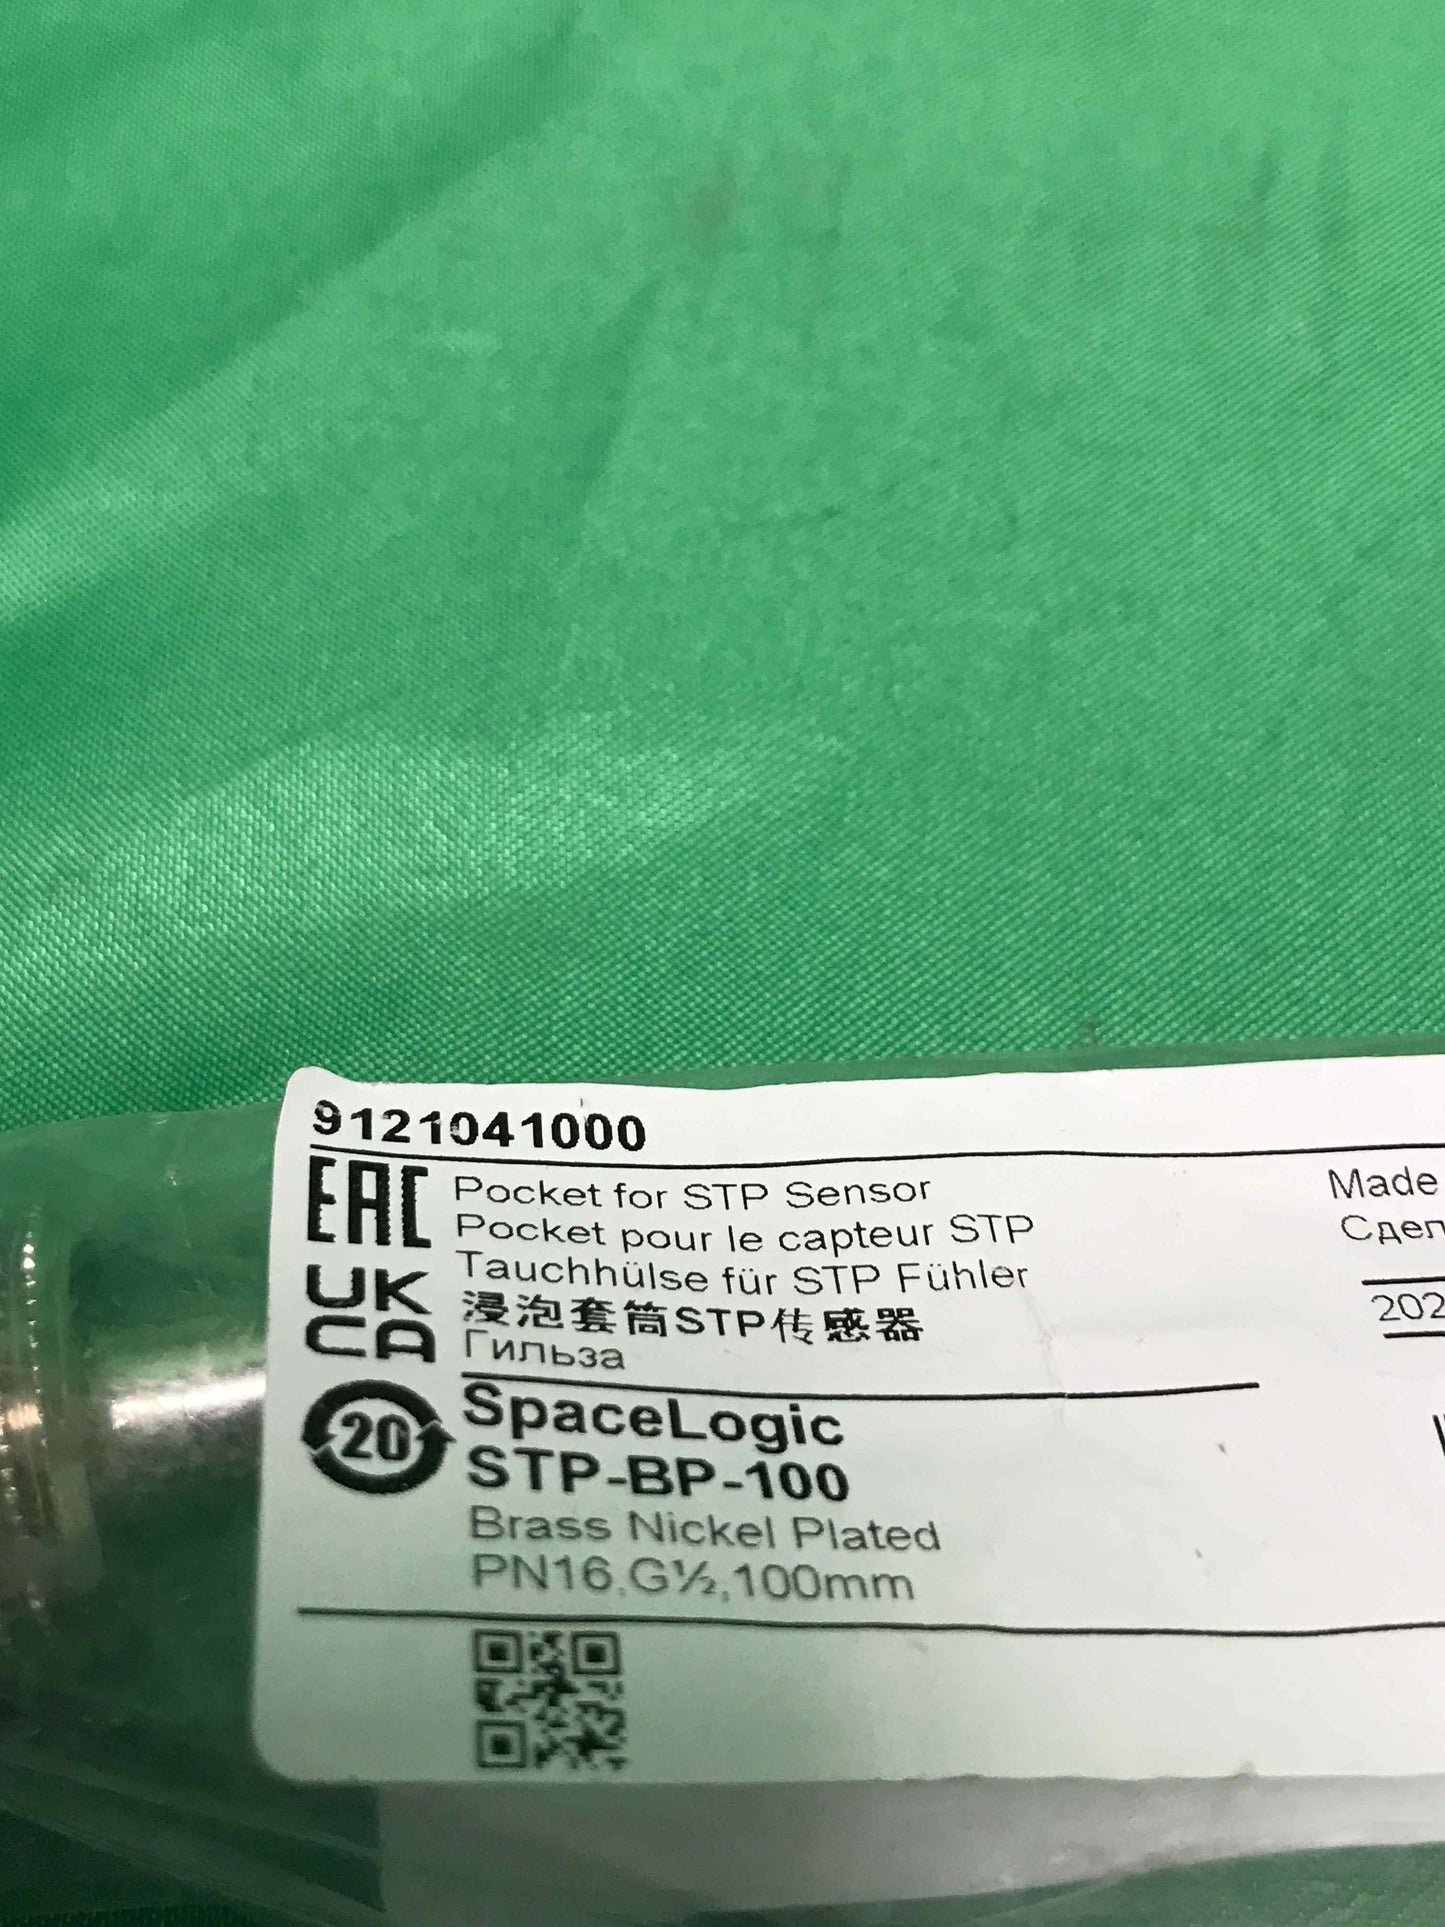 9121041000
EAC
Pocket for STP Sensor
Pocket pour le capteur STP
Tauchhülse für STP Fühler
浸泡套筒STP传感器
Гильза
UK
CA
20
SpaceLogic
STP-BP-100
Brass Nickel Plated
PN16,G½,100mm
Made